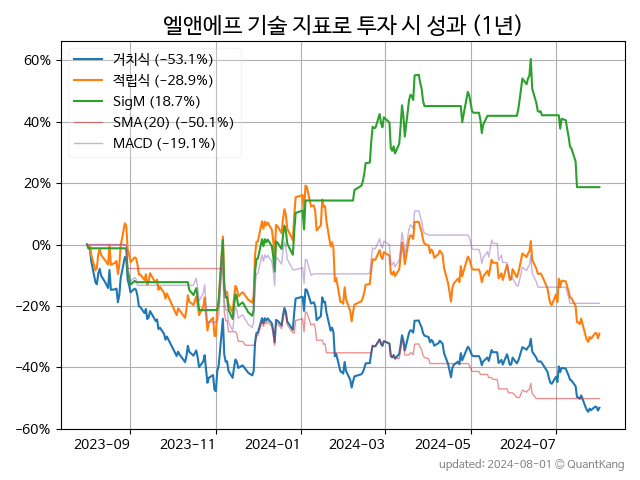 엘앤에프 기술 지표로 투자 시 성과 (1년)
60%
40%
20%
0%
−20%
−40%
−60%
거치식 (−53.1%)
적립식 (−28.9%)
SigM (18.7%)
SMA(20) (−50.1%)
MACD (−19.1%)
2023-09
2023-11
2024-01
2024-03
2024-05
2024-07
updated: 2024-08-01 © QuantKang